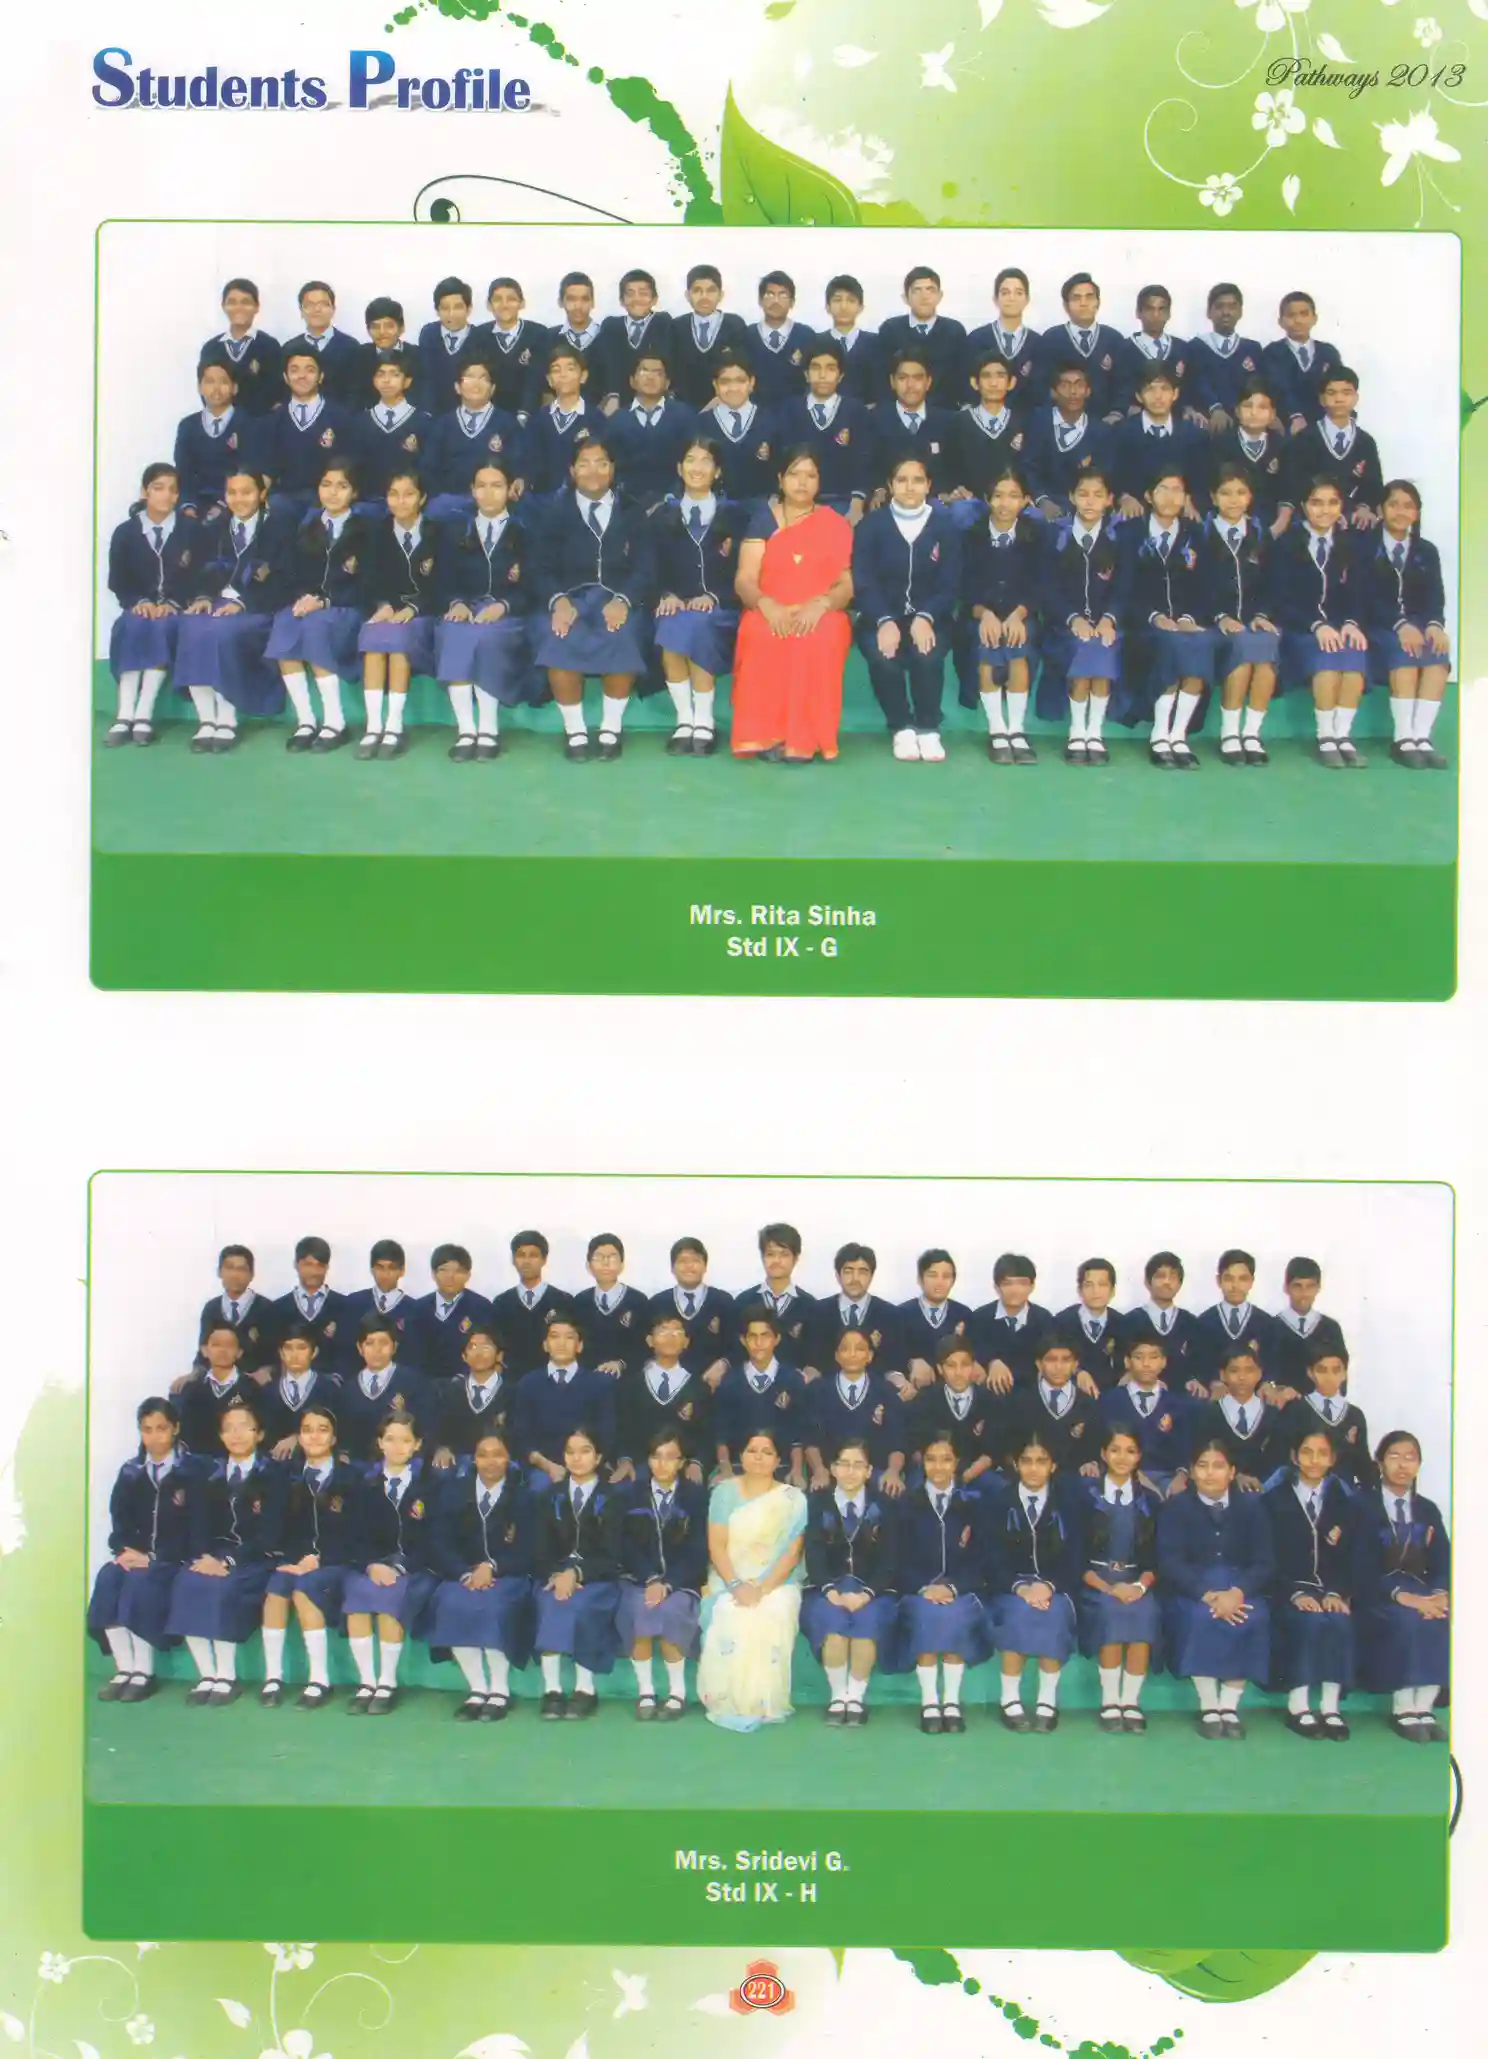 Students Profile
Pathways 2013
Mrs. Rita Sinha
Std IX - G
Mrs. Sridevi G.
Std IX - H
221